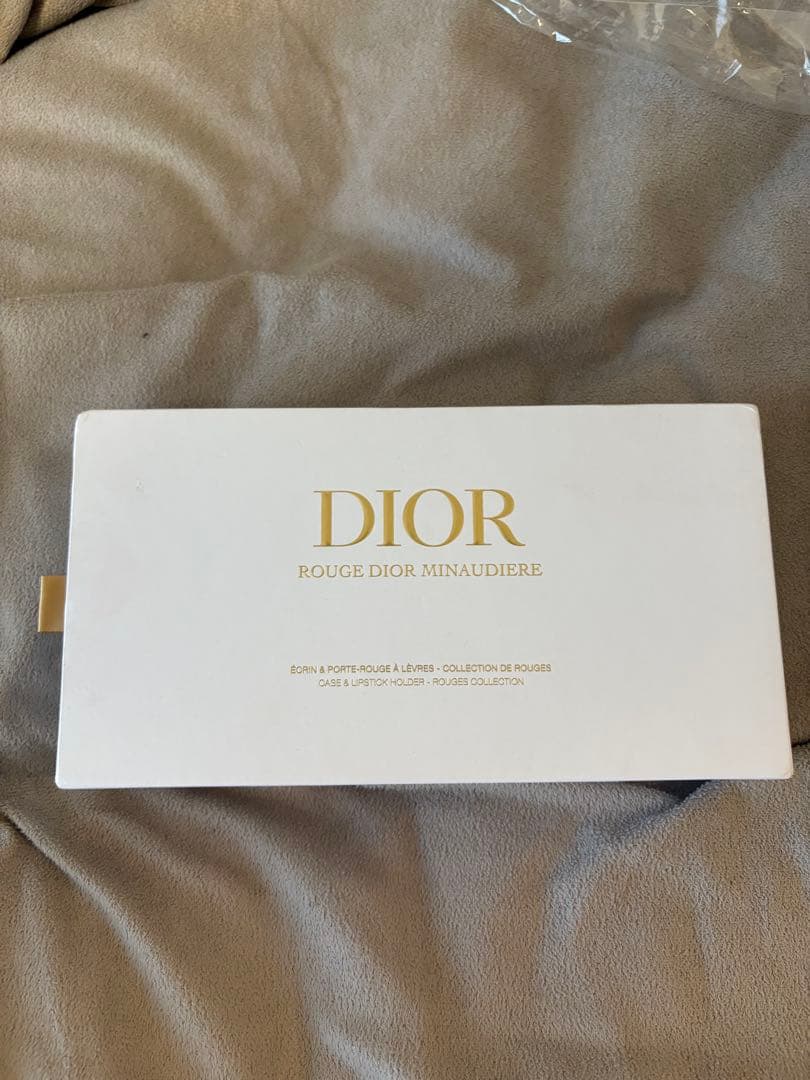 DIOR
ROUGE DIOR MINAUDIERE
ÉCRIN & PORTE-ROUGE À LÈVRES - COLLECTION DE ROUGES
CASE & LIPSTICK HOLDER - ROUGES COLLECTION